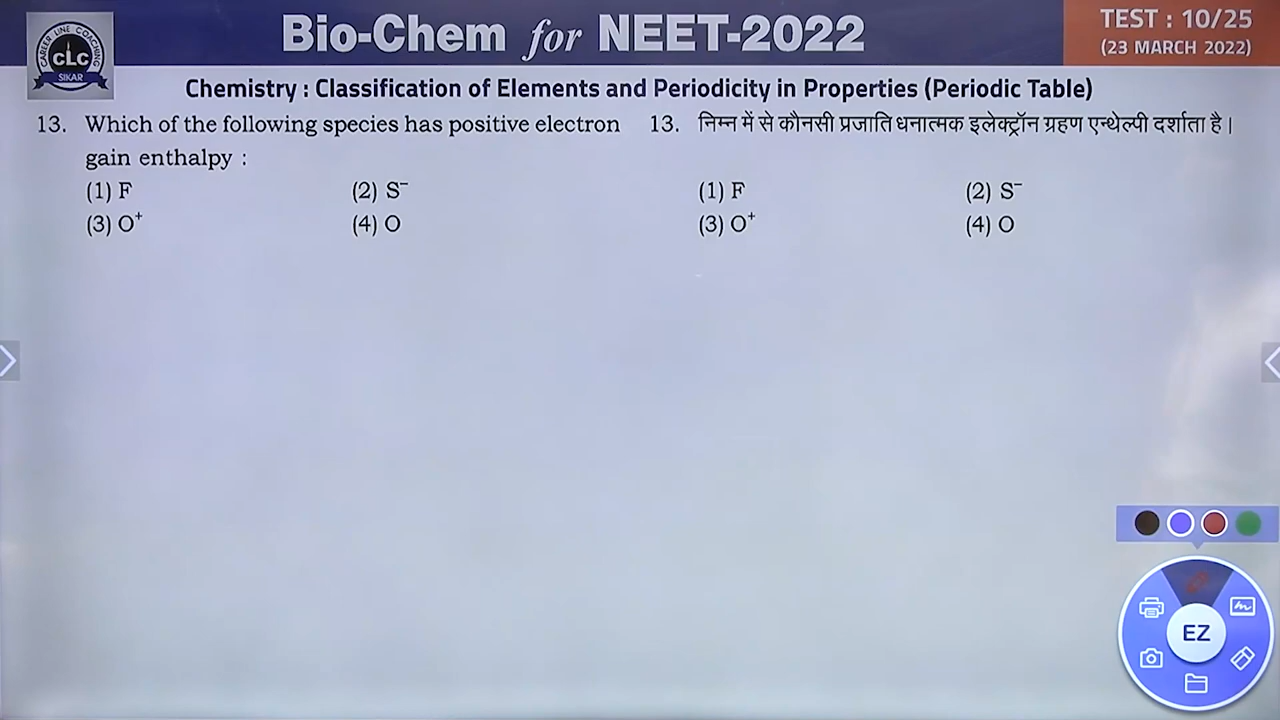 Bio-Chem for NEET-2022
TEST : 10/25
(23 MARCH 2022)
CAREER LINE COACHING
CLC
SIKAR
Chemistry : Classification of Elements and Periodicity in Properties (Periodic Table)
13. Which of the following species has positive electron
gain enthalpy :
(1) F (2) S⁻
(3) O⁺ (4) O
13. निम्न में से कौनसी प्रजाति धनात्मक इलेक्ट्रॉन ग्रहण एन्थेल्पी दर्शाता है।
(1) F (2) S⁻
(3) O⁺ (4) O
EZ